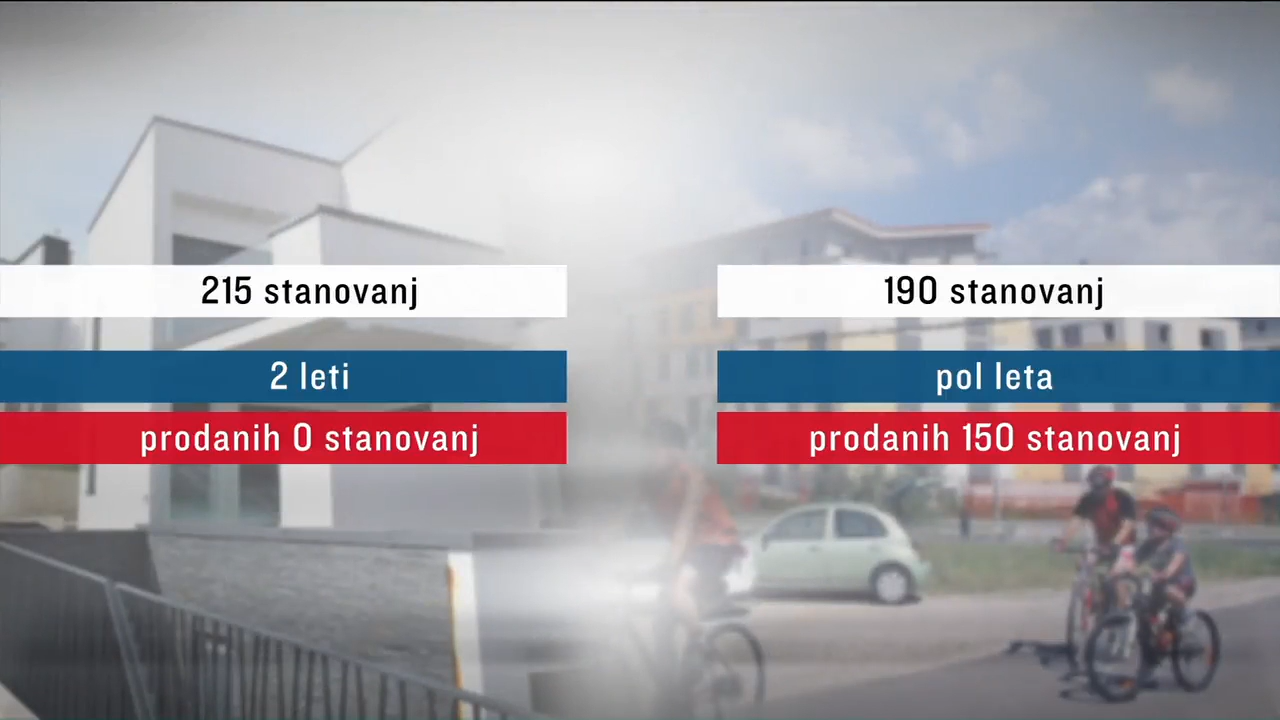 215 stanovanj
2 leti
prodanih 0 stanovanj
190 stanovanj
pol leta
prodanih 150 stanovanj